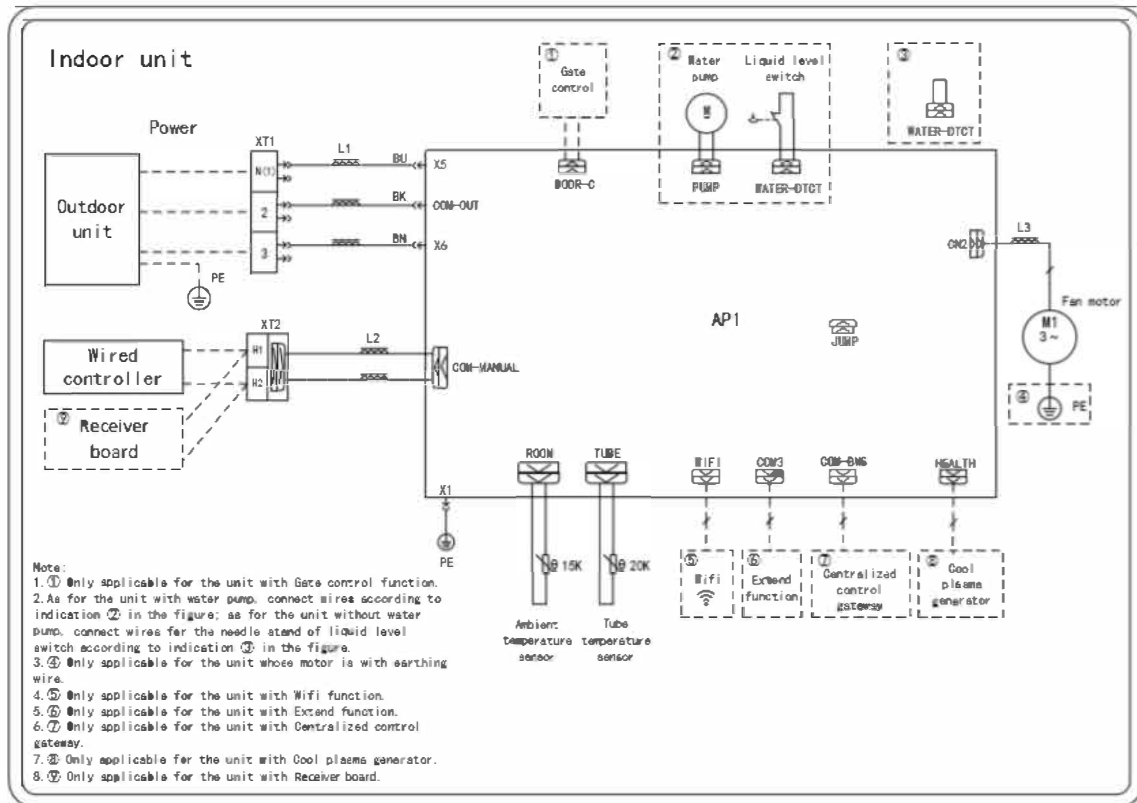 Indoor unit
Power
XT1
L1
BU
X5
N(1)
BK
COM-OUT
2
BN
X6
3
Outdoor
unit
PE
①
Gate
control
DOOR-C
②
Water
pump
Liquid level
switch
M
PUMP
WATER-DTCT
③
WATER-DTCT
CN2
L3
Fan motor
M1
3~
④
PE
AP1
JUMP
XT2
H1
H2
L2
COM-MANUAL
Wired
controller
⑨ Receiver
board
X1
PE
ROOM
TUBE
WIFI
COM3
COM-BMS
HEALTH
θ 15K
θ 20K
Ambient
temperature
sensor
Tube
temperature
sensor
⑤
Wifi
⑥
Extend
function
⑦
Centralized
control
gateway
⑧ Cool
plasma
generator
Note:
1. ① Only applicable for the unit with Gate control function.
2. As for the unit with water pump, connect wires according to
indication ② in the figure; as for the unit without water
pump, connect wires for the needle stand of liquid level
switch according to indication ③ in the figure.
3. ④ Only applicable for the unit whose motor is with earthing
wire.
4. ⑤ Only applicable for the unit with Wifi function.
5. ⑥ Only applicable for the unit with Extend function.
6. ⑦ Only applicable for the unit with Centralized control
gateway.
7. ⑧ Only applicable for the unit with Cool plasma generator.
8. ⑨ Only applicable for the unit with Receiver board.